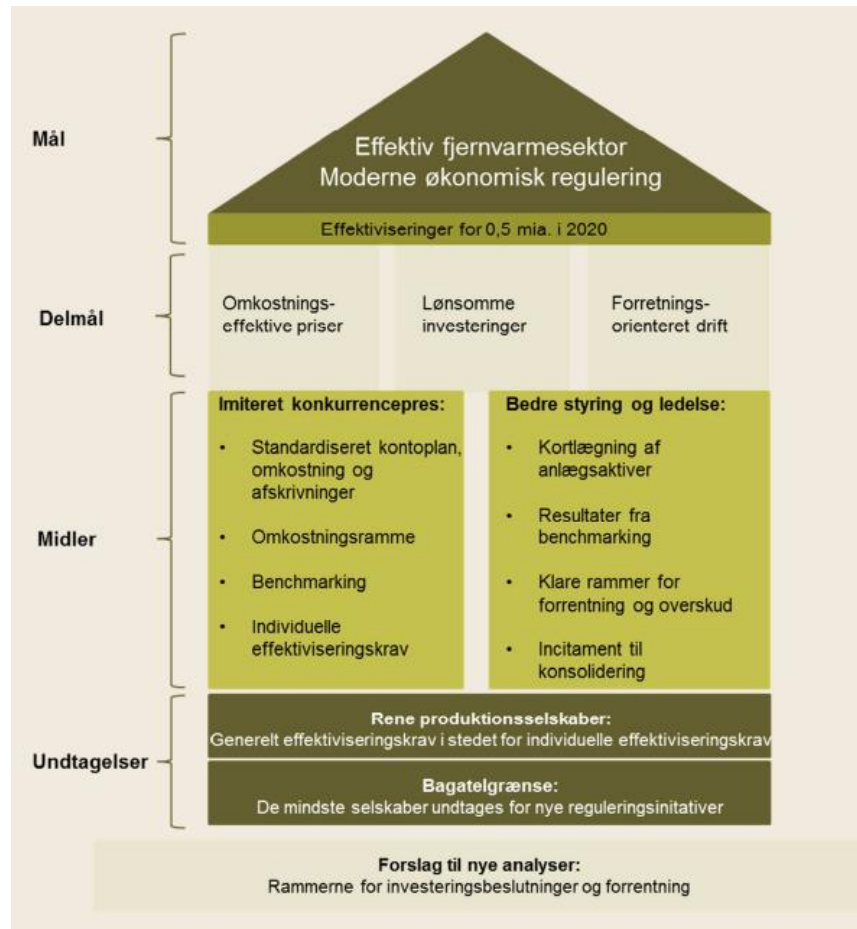 Mål
Effektiv fjernvarmesektor
Moderne økonomisk regulering
Effektiviseringer for 0,5 mia. i 2020
Delmål
Omkostnings-
effektive priser
Lønsomme
investeringer
Forretnings-
orienteret drift
Midler
Imiteret konkurrencepres:
• Standardiseret kontoplan,
omkostning og
afskrivninger
• Omkostningsramme
• Benchmarking
• Individuelle
effektiviseringskrav
Bedre styring og ledelse:
• Kortlægning af
anlægsaktiver
• Resultater fra
benchmarking
• Klare rammer for
forrentning og overskud
• Incitament til
konsolidering
Undtagelser
Rene produktionsselskaber:
Generelt effektiviseringskrav i stedet for individuelle effektiviseringskrav
Bagatelgrænse:
De mindste selskaber undtages for nye reguleringsinitativer
Forslag til nye analyser:
Rammerne for investeringsbeslutninger og forrentning